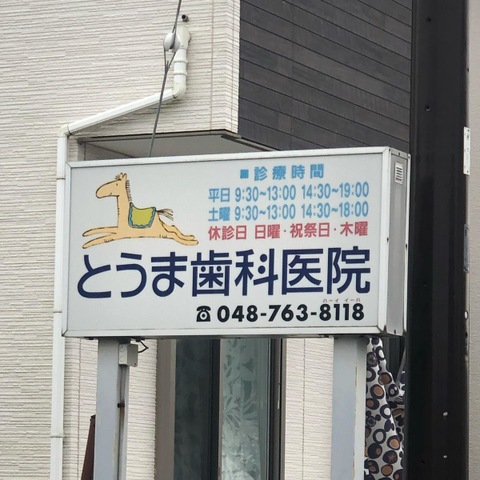 ■診療時間
平日 9:30~13:00 14:30~19:00
土曜 9:30~13:00 14:30~18:00
休診日 日曜・祝祭日・木曜
とうま歯科医院
ハーイ イーハ
☎048-763-8118